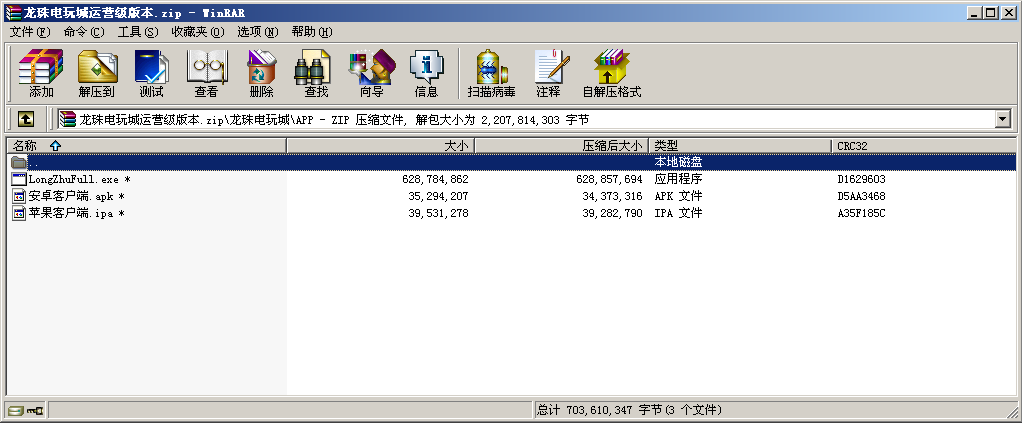 龙珠电玩城运营级版本.zip - WinRAR
文件(F) 命令(C) 工具(S) 收藏夹(O) 选项(N) 帮助(H)
添加 解压到 测试 查看 删除 查找 向导 信息 扫描病毒 注释 自解压格式
龙珠电玩城运营级版本.zip\龙珠电玩城\APP - ZIP 压缩文件, 解包大小为 2,207,814,303 字节
名称 大小 压缩后大小 类型 CRC32
.. 本地磁盘
LongZhuFull.exe * 628,784,862 628,857,694 应用程序 D1629603
安卓客户端.apk * 35,294,207 34,373,316 APK 文件 D5AA3468
苹果客户端.ipa * 39,531,278 39,282,790 IPA 文件 A35F185C
总计 703,610,347 字节(3 个文件)